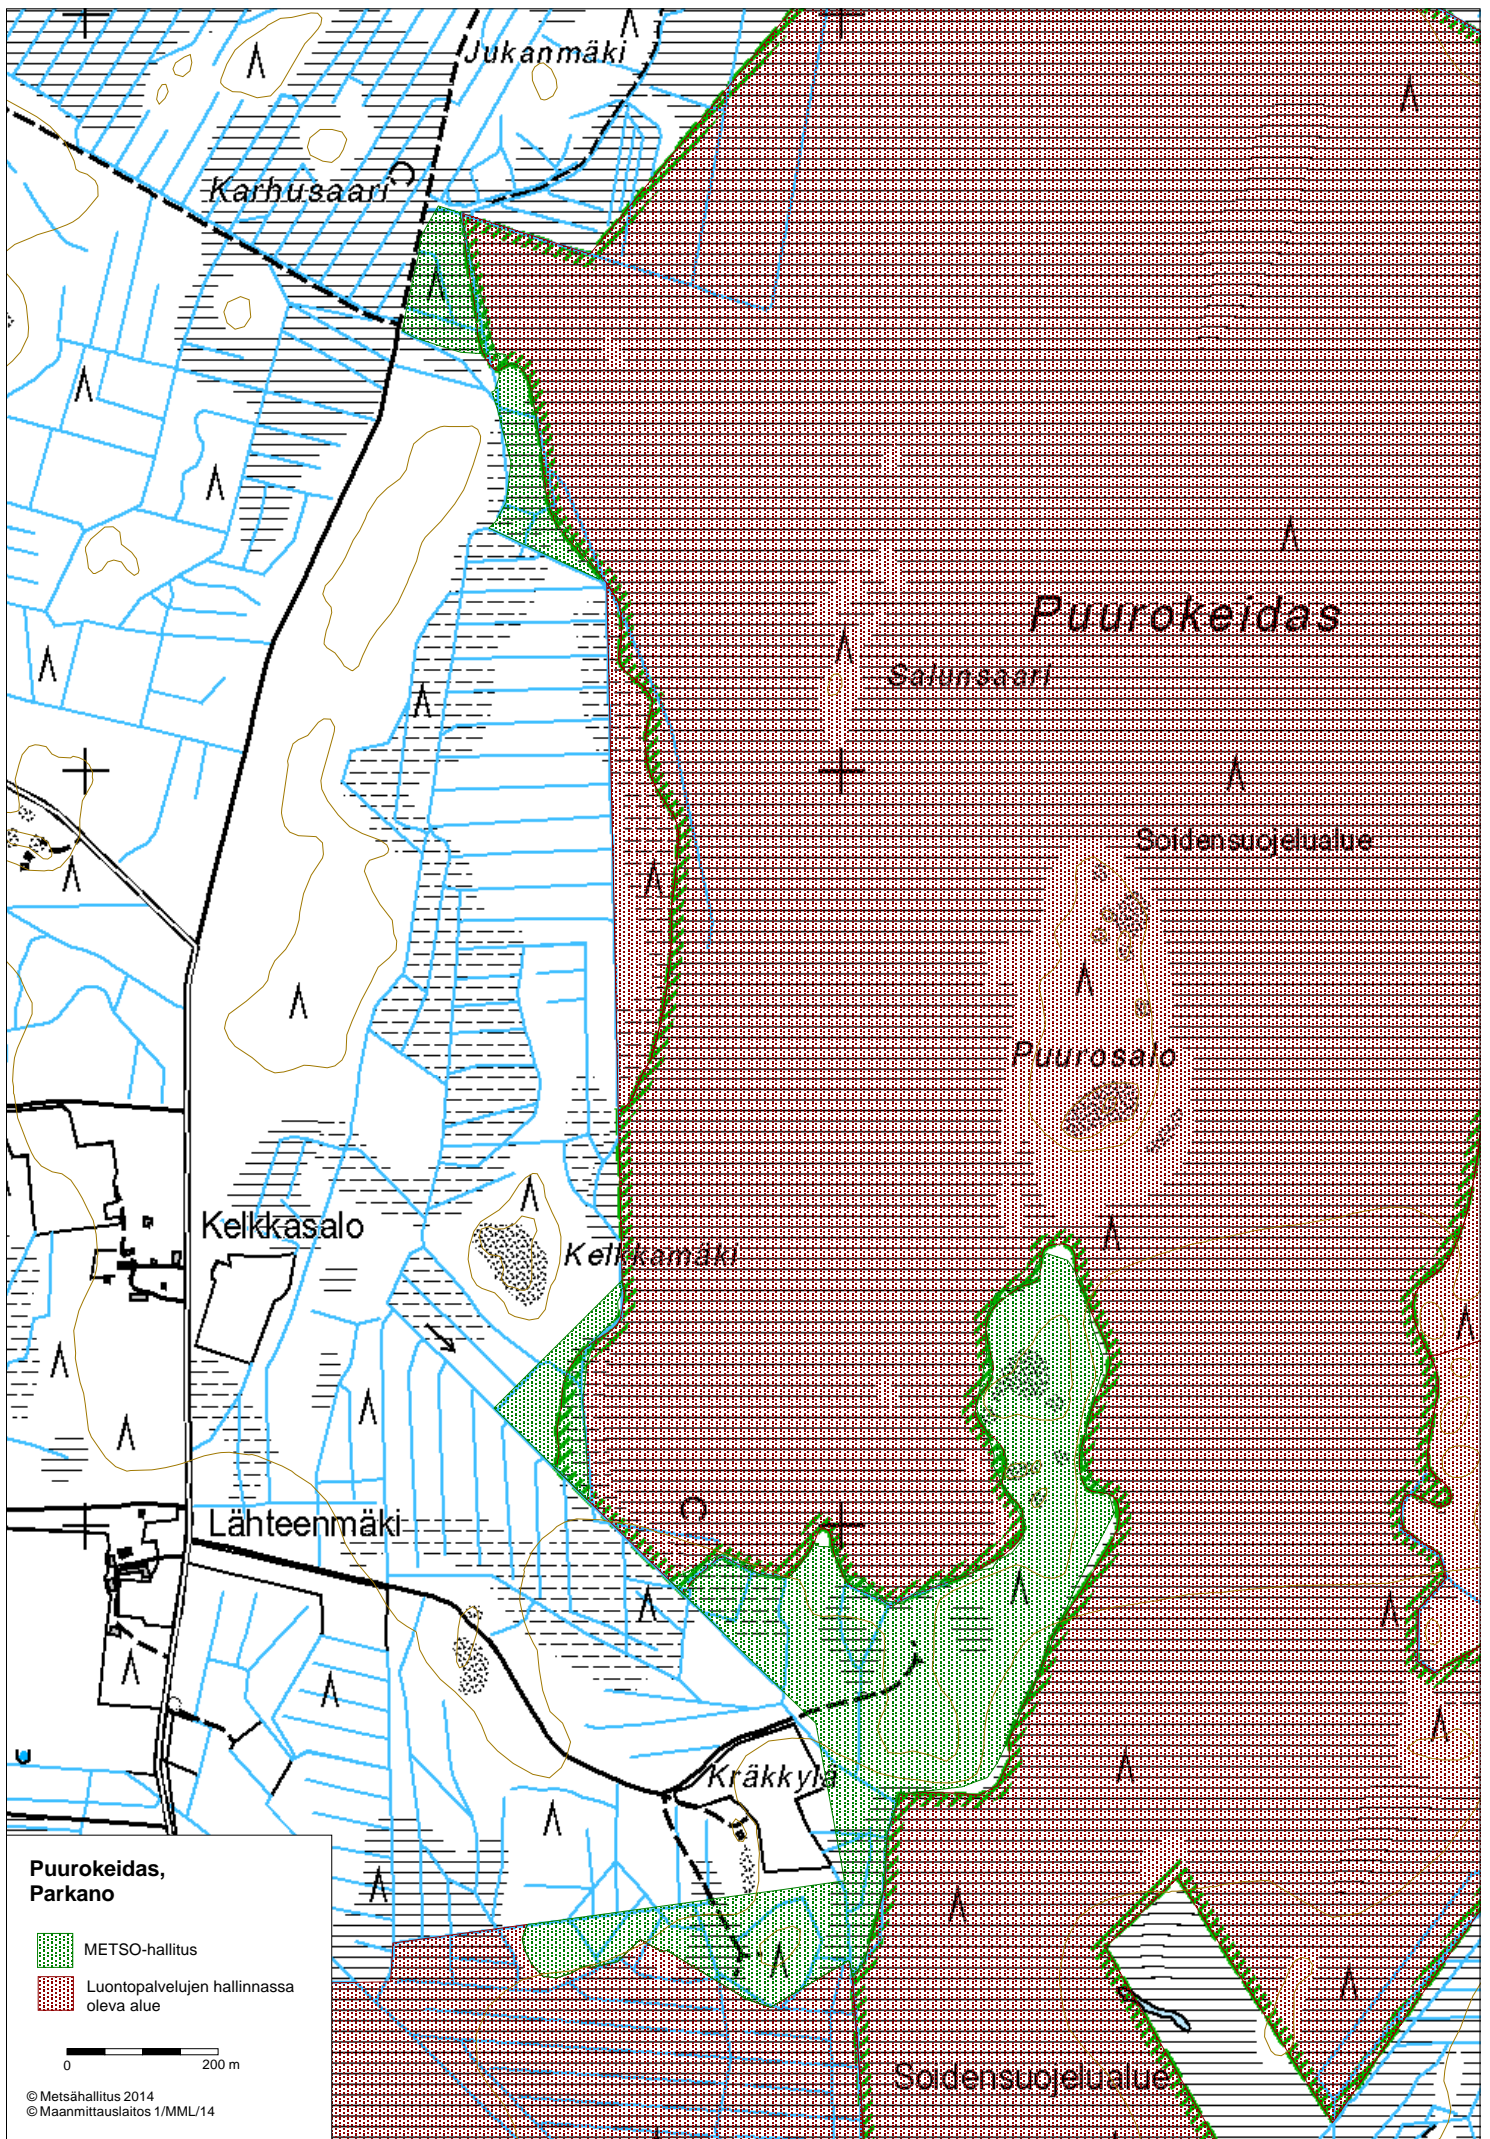 Jukanmäki
Karhusaari
Puurokeidas
Salunsaari
Soidensuojelualue
Puurosalo
Kelkkasalo
Kelkkamäki
Lähteenmäki
Kräkkylä
Puurokeidas,
Parkano
METSO-hallitus
Luontopalvelujen hallinnassa
oleva alue
0 200 m
© Metsähallitus 2014
© Maanmittauslaitos 1/MML/14
Soidensuojelualue